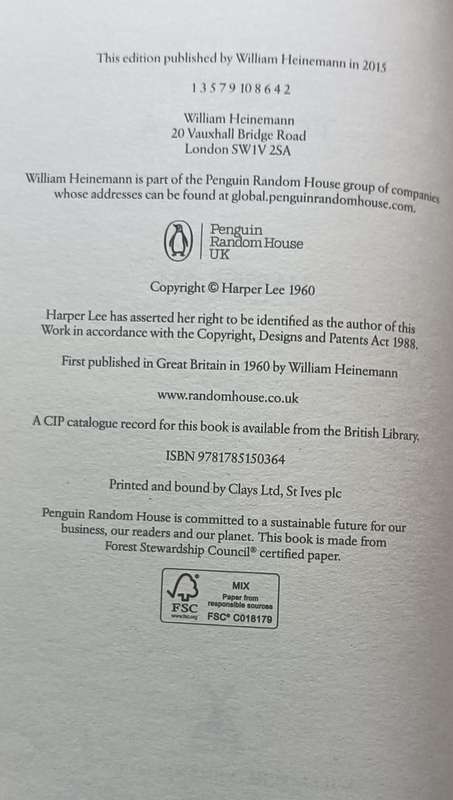 This edition published by William Heinemann in 2015
1 3 5 7 9 10 8 6 4 2
William Heinemann
20 Vauxhall Bridge Road
London SW1V 2SA
William Heinemann is part of the Penguin Random House group of companies
whose addresses can be found at global.penguinrandomhouse.com.
Penguin
Random House
UK
Copyright © Harper Lee 1960
Harper Lee has asserted her right to be identified as the author of this
Work in accordance with the Copyright, Designs and Patents Act 1988.
First published in Great Britain in 1960 by William Heinemann
www.randomhouse.co.uk
A CIP catalogue record for this book is available from the British Library.
ISBN 9781785150364
Printed and bound by Clays Ltd, St Ives plc
Penguin Random House is committed to a sustainable future for our
business, our readers and our planet. This book is made from
Forest Stewardship Council® certified paper.
FSC
www.fsc.org
MIX
Paper from
responsible sources
FSC® C018179